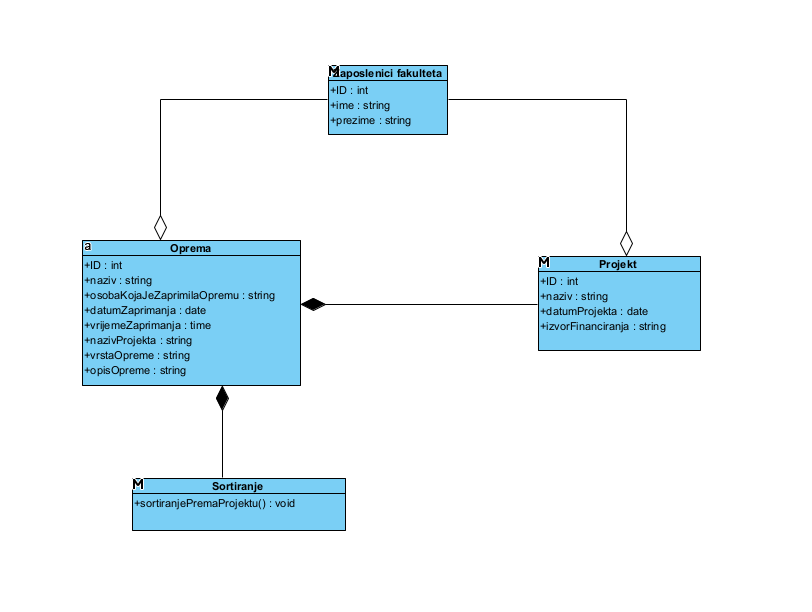 M
Zaposlenici fakulteta
+ID : int
+ime : string
+prezime : string
a
Oprema
+ID : int
+naziv : string
+osobaKojaJeZaprimilaOpremu : string
+datumZaprimanja : date
+vrijemeZaprimanja : time
+nazivProjekta : string
+vrstaOpreme : string
+opisOpreme : string
M
Projekt
+ID : int
+naziv : string
+datumProjekta : date
+izvorFinanciranja : string
M
Sortiranje
+sortiranjePremaProjektu() : void